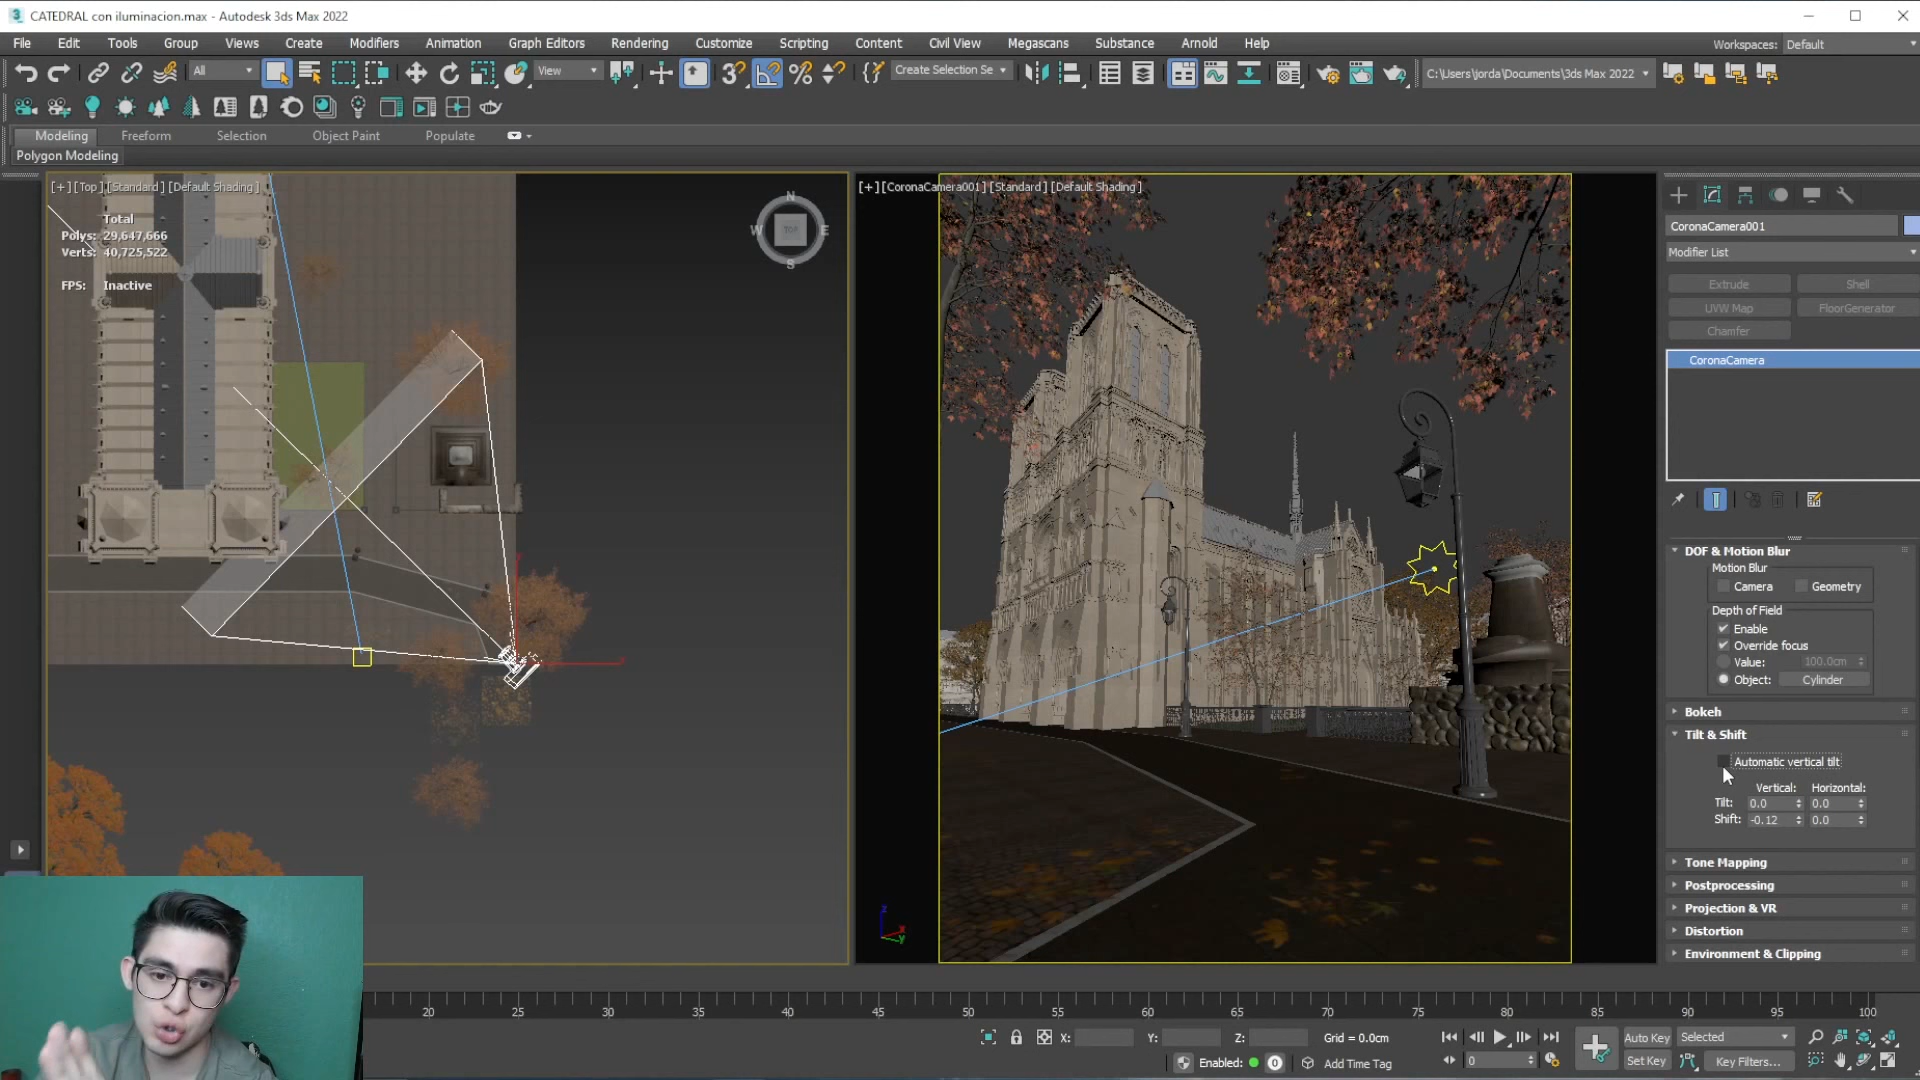 CATEDRAL con iluminacion.max - Autodesk 3ds Max 2022
File Edit Tools Group Views Create Modifiers Animation Graph Editors Rendering Customize Scripting Content Civil View Megascans Substance Arnold Help
Workspaces: Default
All
View
Create Selection Se
C:\Users\jorda\Documents\3ds Max 2022
Modeling Freeform Selection Object Paint Populate
Polygon Modeling
[+] [Top] [Standard] [Default Shading]
Total
Polys: 29,647,666
Verts: 40,725,522
FPS: Inactive
N
W TOP E
S
[+] [CoronaCamera001] [Standard] [Default Shading]
z
x
y
CoronaCamera001
Modifier List
Extrude Shell
UVW Map FloorGenerator
Chamfer
CoronaCamera
DOF & Motion Blur
Motion Blur
Camera Geometry
Depth of Field
Enable
Override focus
Value: 100.0cm
Object: Cylinder
Bokeh
Tilt & Shift
Automatic vertical tilt
Vertical: Horizontal:
Tilt: 0.0 0.0
Shift: -0.12 0.0
Tone Mapping
Postprocessing
Projection & VR
Distortion
Environment & Clipping
20 25 30 35 40 45 50 55 60 65 70 75 80 85 90 95 100
X: Y: Z: Grid = 0.0cm
Enabled: 0 Add Time Tag
0
Auto Key Selected
Set Key Key Filters...